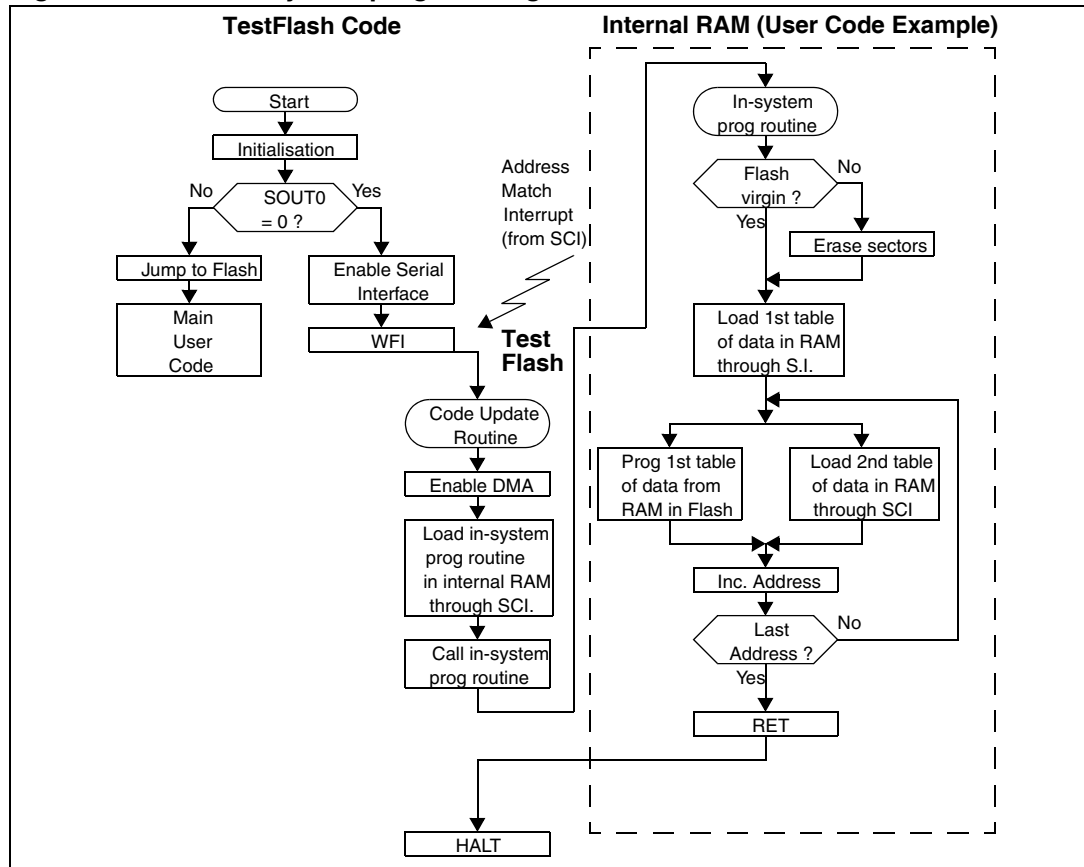 TestFlash Code
Start
Initialisation
No
SOUT0
= 0 ?
Yes
Jump to Flash
Main
User
Code
Enable Serial
Interface
WFI
Address
Match
Interrupt
(from SCI)
Test
Flash
Code Update
Routine
Enable DMA
Load in-system
prog routine
in internal RAM
through SCI.
Call in-system
prog routine
HALT
Internal RAM (User Code Example)
In-system
prog routine
Flash
virgin ?
No
Yes
Erase sectors
Load 1st table
of data in RAM
through S.I.
Prog 1st table
of data from
RAM in Flash
Load 2nd table
of data in RAM
through SCI
Inc. Address
Last
Address ?
No
Yes
RET